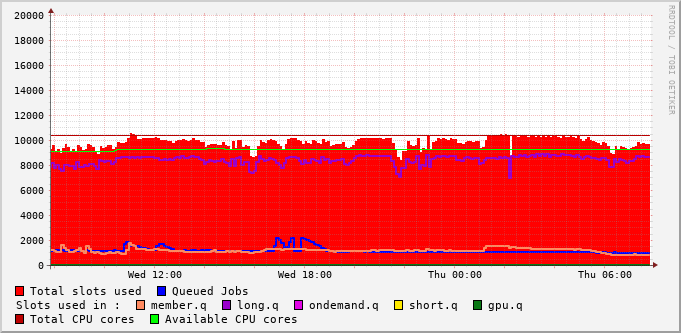 RRDTOOL / TOBI OETIKER
20000
18000
16000
14000
12000
10000
8000
6000
4000
2000
0
Wed 12:00 Wed 18:00 Thu 00:00 Thu 06:00
Total slots used Queued Jobs
Slots used in : member.q long.q ondemand.q short.q gpu.q
Total CPU cores Available CPU cores